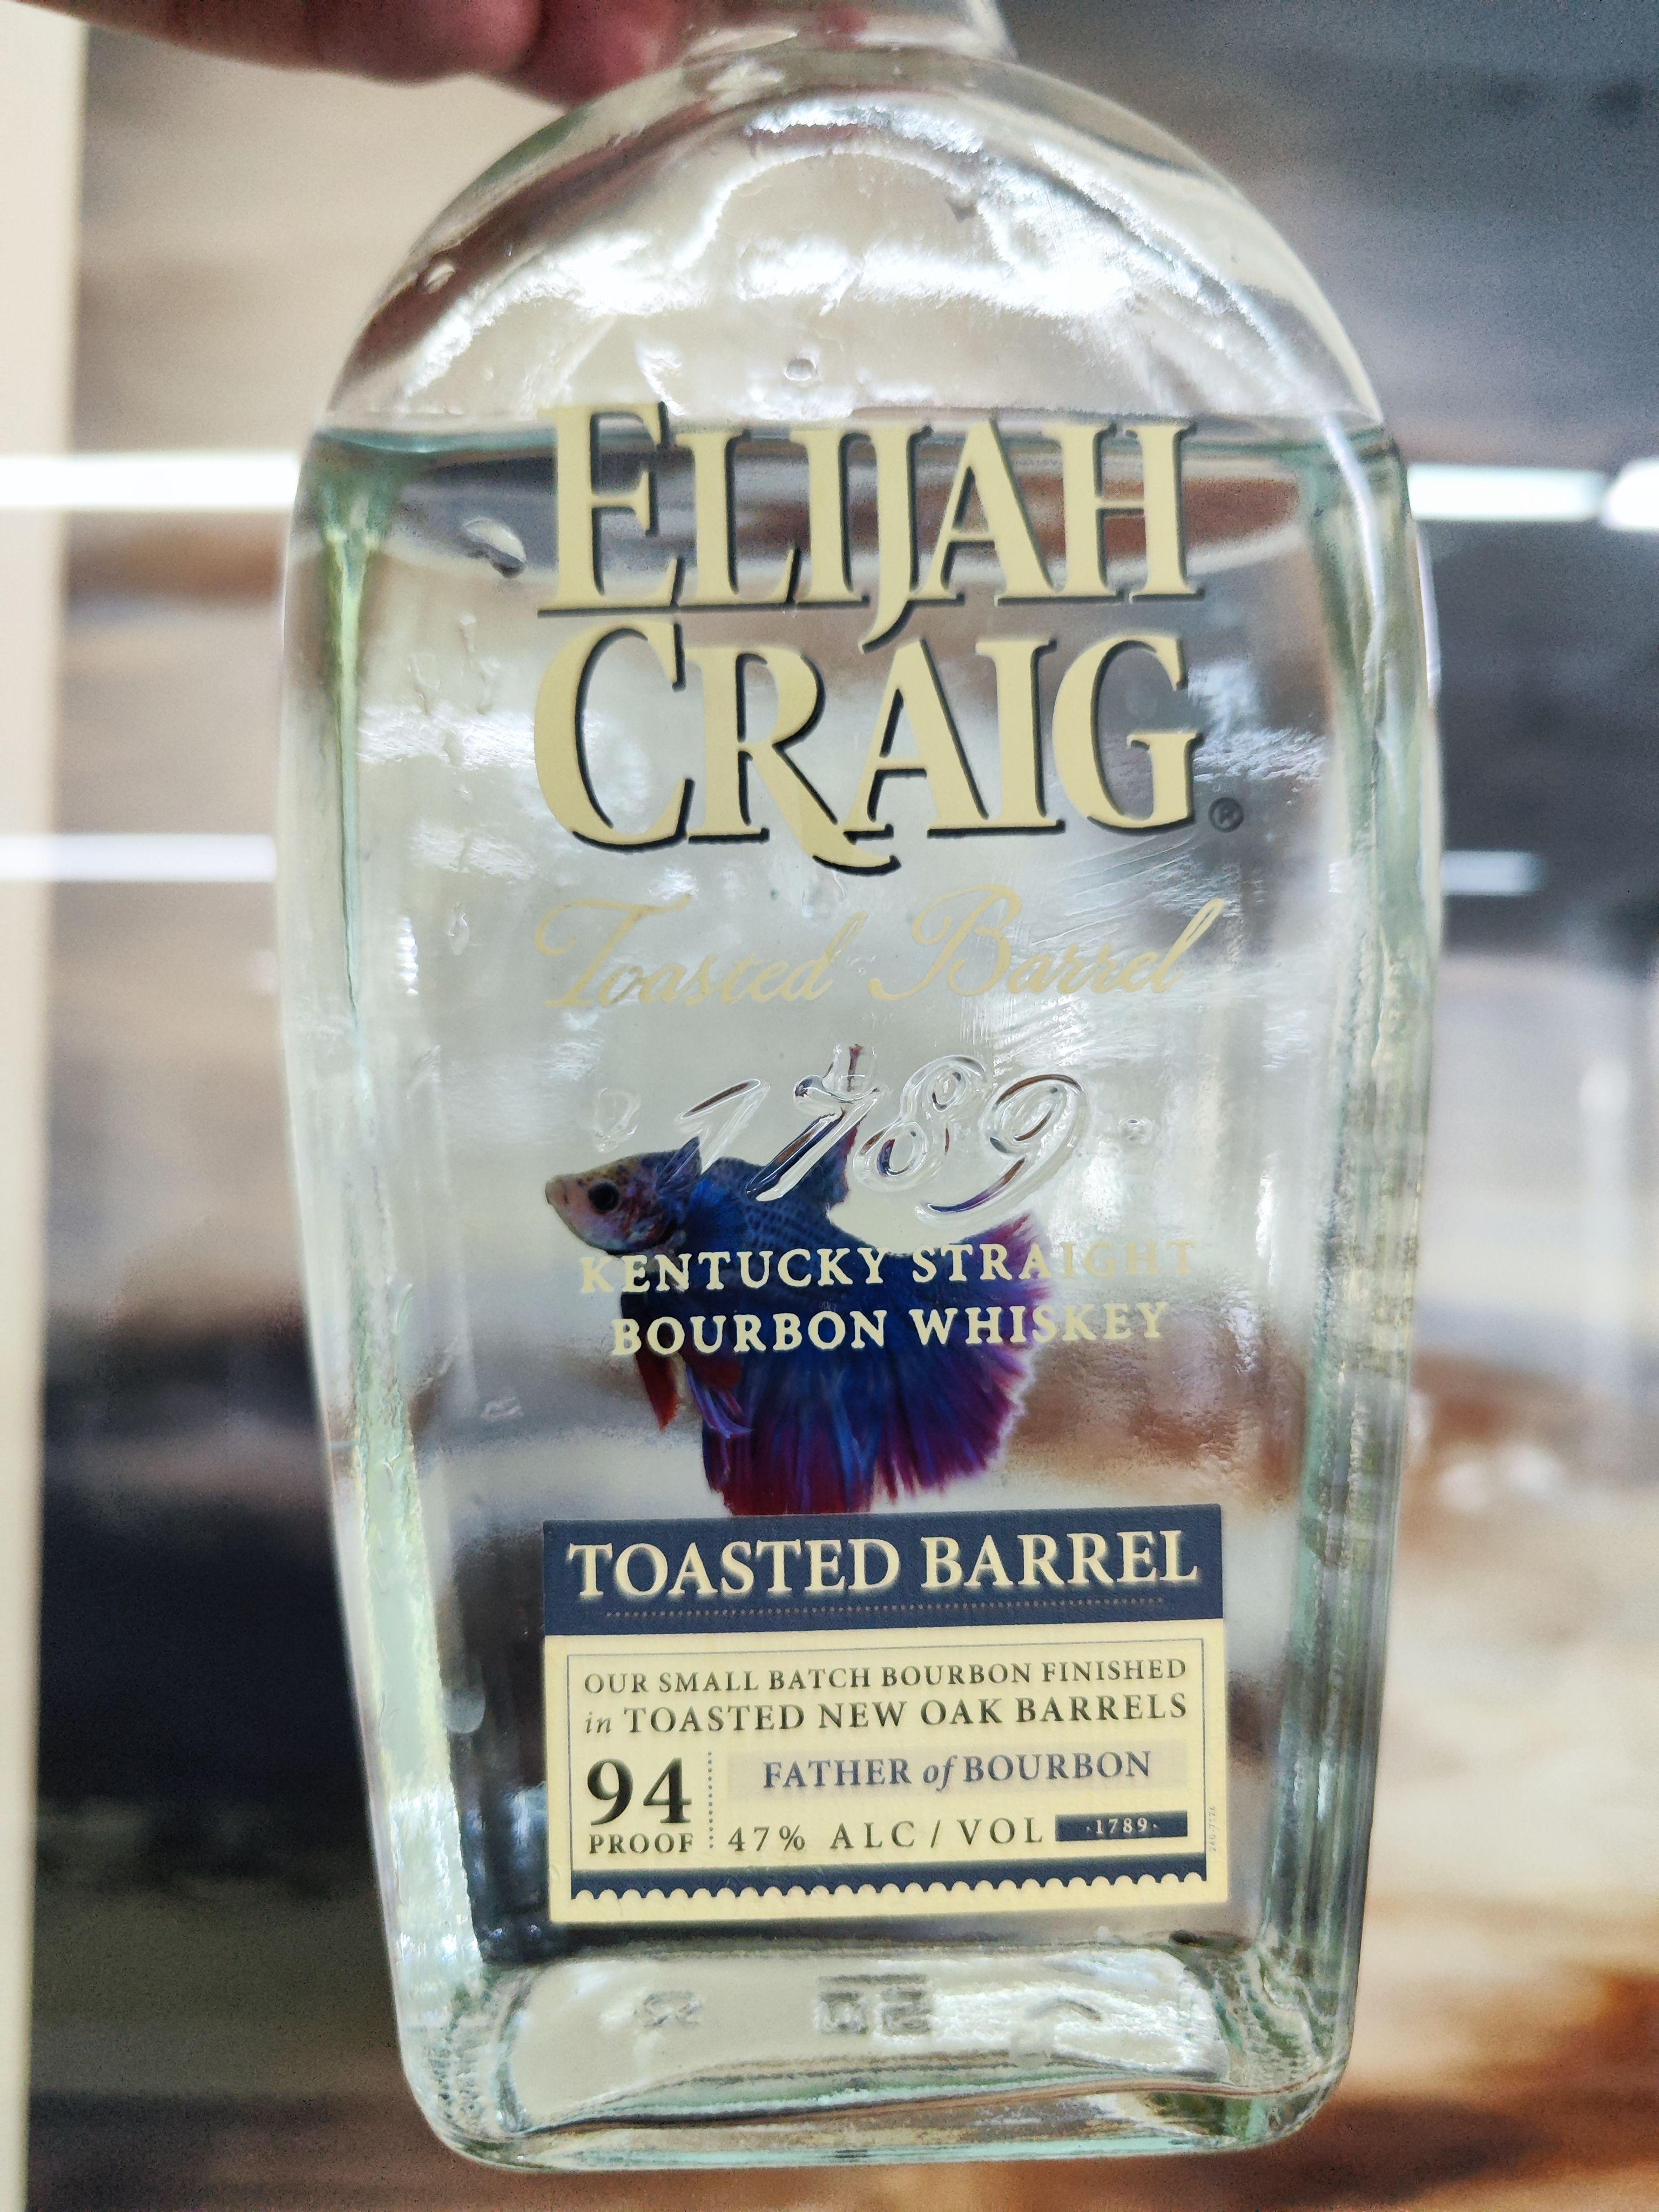 ELIJAH
CRAIG®
Toasted Barrel
1789
KENTUCKY STRAIGHT
BOURBON WHISKEY
TOASTED BARREL
OUR SMALL BATCH BOURBON FINISHED
in TOASTED NEW OAK BARRELS
94
PROOF
FATHER of BOURBON
47% ALC/VOL
·1789·